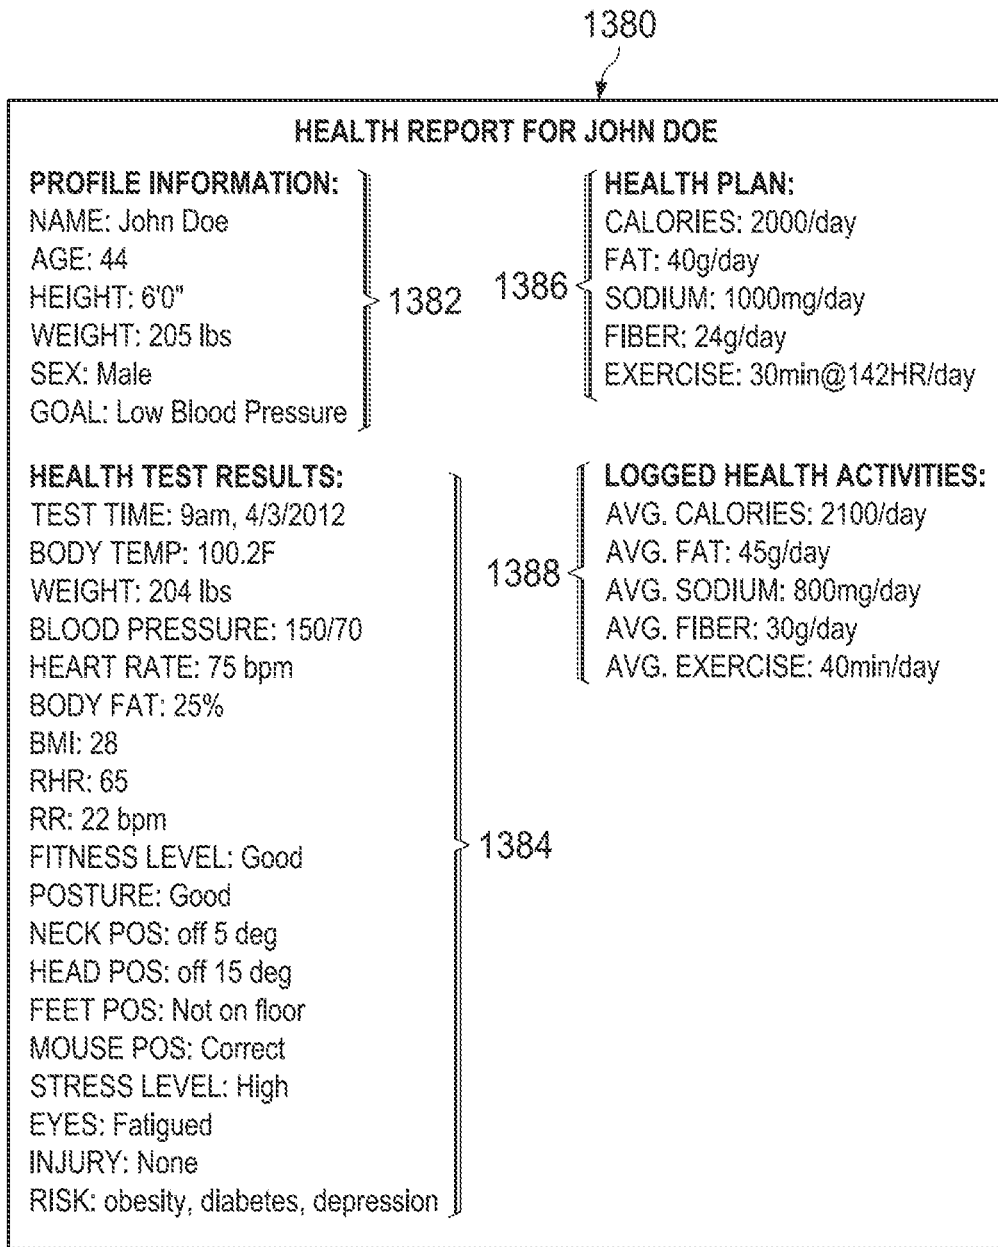 1380
HEALTH REPORT FOR JOHN DOE
PROFILE INFORMATION:
NAME: John Doe
AGE: 44
HEIGHT: 6'0"
WEIGHT: 205 lbs
SEX: Male
GOAL: Low Blood Pressure
1382
1386
HEALTH PLAN:
CALORIES: 2000/day
FAT: 40g/day
SODIUM: 1000mg/day
FIBER: 24g/day
EXERCISE: 30min@142HR/day
HEALTH TEST RESULTS:
TEST TIME: 9am, 4/3/2012
BODY TEMP: 100.2F
WEIGHT: 204 lbs
BLOOD PRESSURE: 150/70
HEART RATE: 75 bpm
BODY FAT: 25%
BMI: 28
RHR: 65
RR: 22 bpm
FITNESS LEVEL: Good
POSTURE: Good
NECK POS: off 5 deg
HEAD POS: off 15 deg
FEET POS: Not on floor
MOUSE POS: Correct
STRESS LEVEL: High
EYES: Fatigued
INJURY: None
RISK: obesity, diabetes, depression
1384
1388
LOGGED HEALTH ACTIVITIES:
AVG. CALORIES: 2100/day
AVG. FAT: 45g/day
AVG. SODIUM: 800mg/day
AVG. FIBER: 30g/day
AVG. EXERCISE: 40min/day